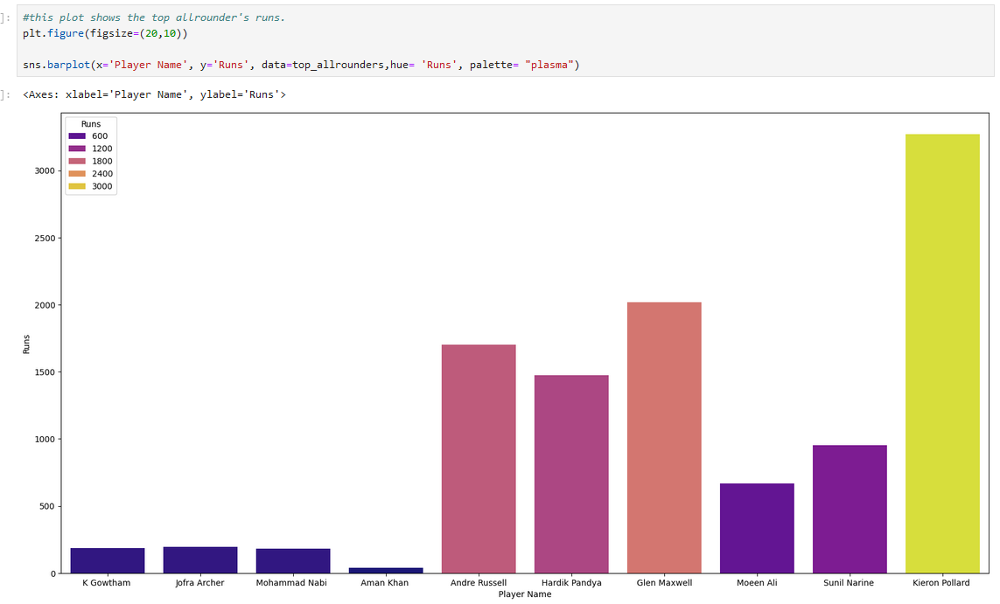 ]:
#this plot shows the top allrounder's runs.
plt.figure(figsize=(20,10))
sns.barplot(x='Player Name', y='Runs', data=top_allrounders,hue= 'Runs', palette= "plasma")
]:
<Axes: xlabel='Player Name', ylabel='Runs'>
Runs
600
1200
1800
2400
3000
3000
2500
2000
1500
1000
500
0
Runs
K Gowtham
Jofra Archer
Mohammad Nabi
Aman Khan
Andre Russell
Hardik Pandya
Glen Maxwell
Moeen Ali
Sunil Narine
Kieron Pollard
Player Name